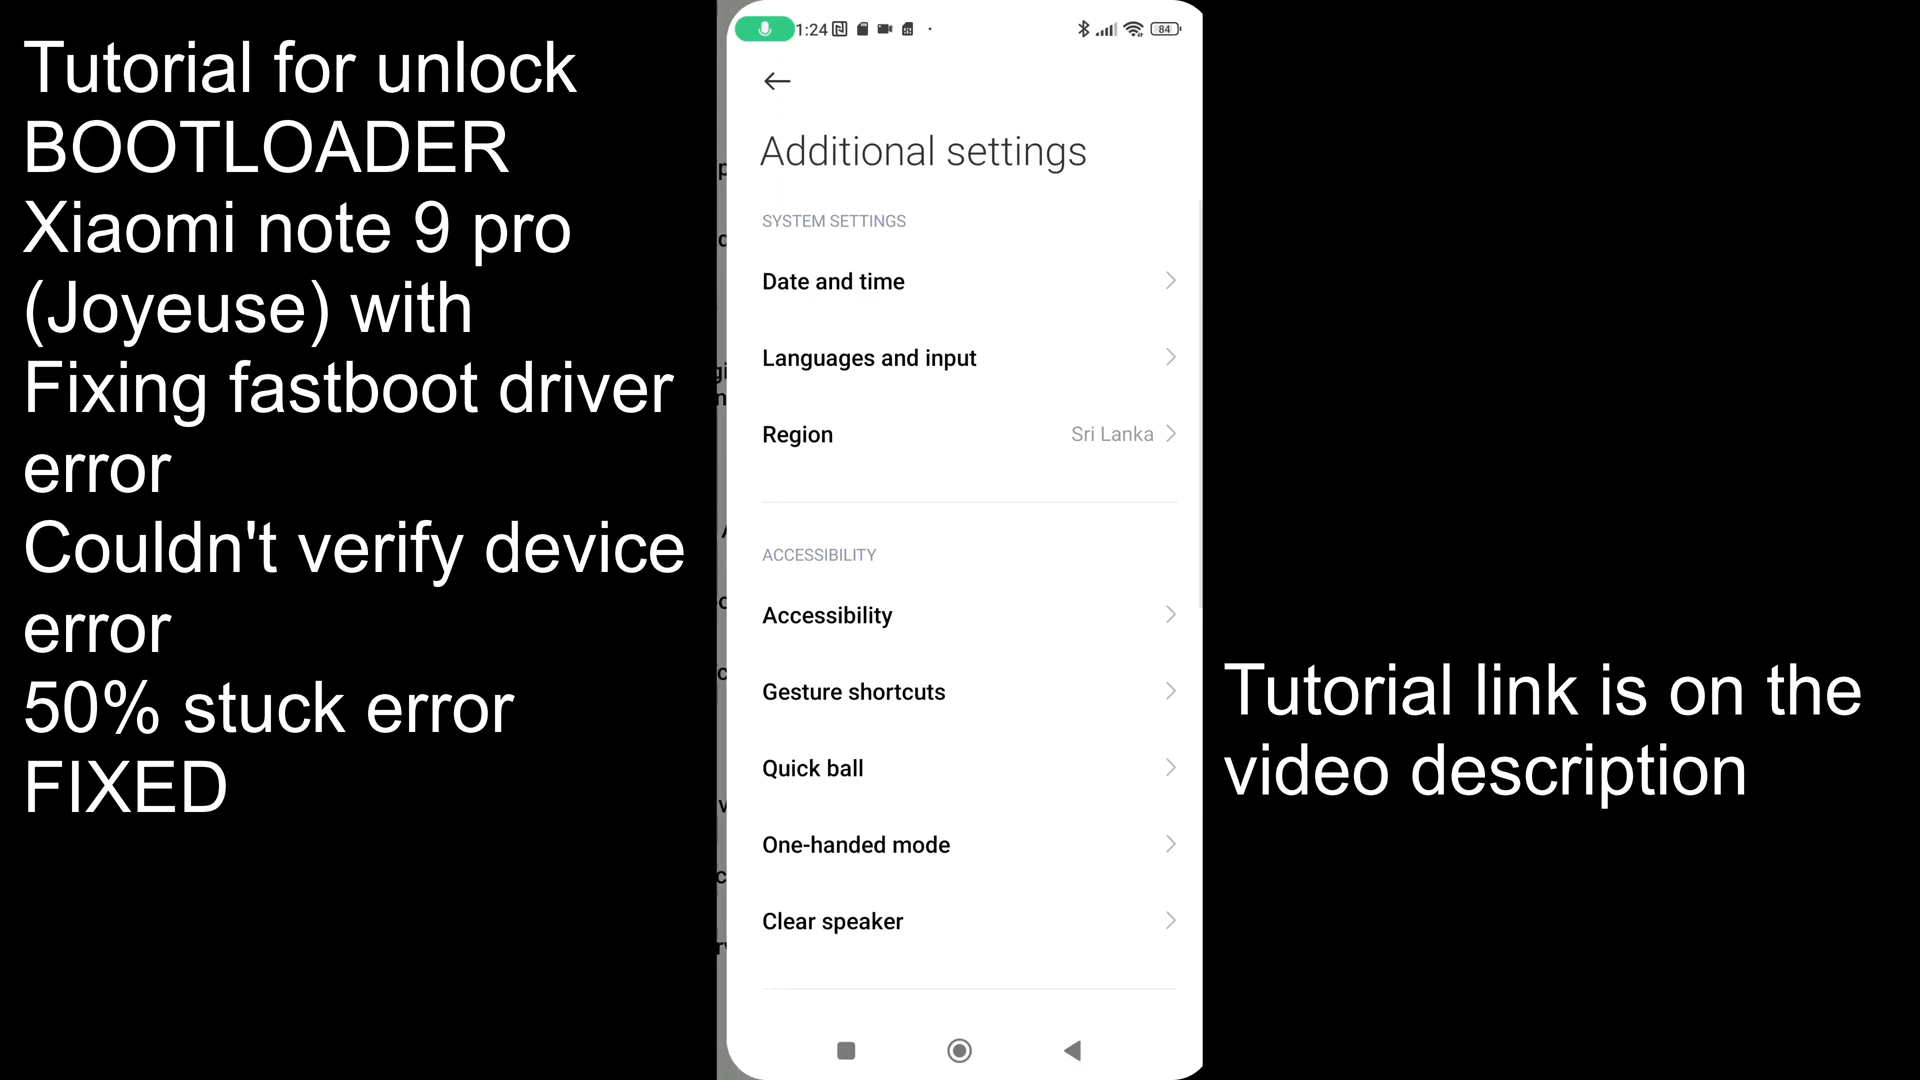 Tutorial for unlock
BOOTLOADER
Xiaomi note 9 pro
(Joyeuse) with
Fixing fastboot driver
error
Couldn't verify device
error
50% stuck error
FIXED
1:24
84
Additional settings
SYSTEM SETTINGS
Date and time
Languages and input
Region Sri Lanka
ACCESSIBILITY
Accessibility
Gesture shortcuts
Quick ball
One-handed mode
Clear speaker
Tutorial link is on the
video description